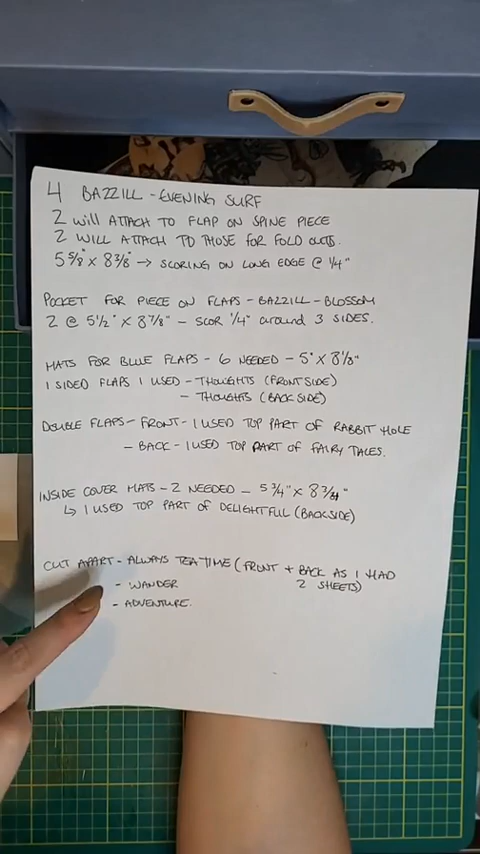 4 BAZZILL - EVENING SURF
2 WILL ATTACH TO FLAP ON SPINE PIECE
2 WILL ATTACH TO THOSE FOR FOLD OUTS.
5 5/8" x 8 3/8" → SCORING ON LONG EDGE @ 1/4"
POCKET FOR PIECE ON FLAPS - BAZZILL - BLOSSOM
2 @ 5 1/2" x 8 7/8" - SCOR 1/4" around 3 SIDES.
MATS FOR BLUE FLAPS - 6 NEEDED - 5" x 8 1/8"
1 SIDED FLAPS I USED - THOUGHTS (FRONT SIDE)
- THOUGHTS (BACK SIDE)
DOUBLE FLAPS - FRONT - I USED TOP PART OF RABBIT HOLE
- BACK - I USED TOP PART OF FAIRY TALES.
INSIDE COVER MATS - 2 NEEDED - 5 3/4" x 8 3/4"
↳ I USED TOP PART OF DELIGHTFUL (BACKSIDE)
CUT APART - ALWAYS TEA TIME (FRONT + BACK AS I HAD
2 SHEETS)
- WANDER
- ADVENTURE.